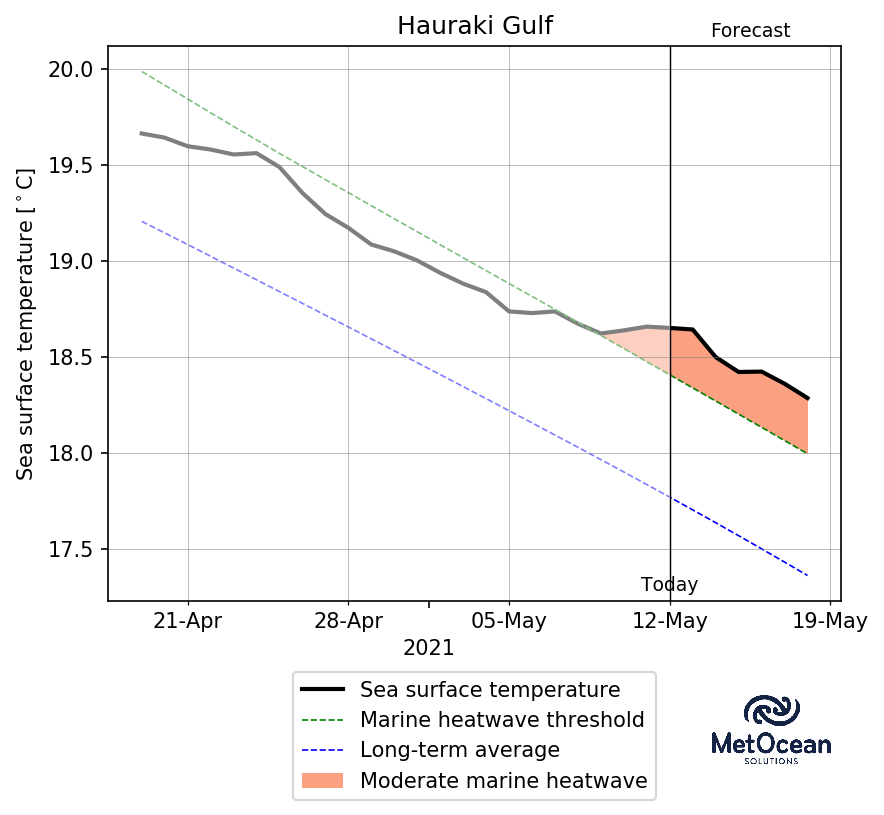 Hauraki Gulf
Forecast
Sea surface temperature [°C]
20.0
19.5
19.0
18.5
18.0
17.5
Today
21-Apr 28-Apr 05-May 12-May 19-May
2021
Sea surface temperature
Marine heatwave threshold
Long-term average
Moderate marine heatwave
MetOcean
SOLUTIONS